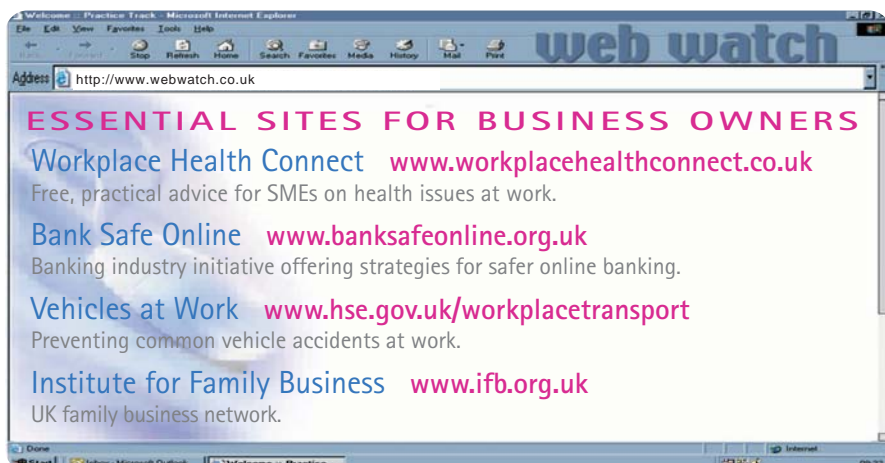 Welcome :: Practice Track - Microsoft Internet Explorer
File Edit View Favorites Tools Help
Stop Refresh Home Search Favorites Media History Mail Print
web watch
Address http://www.webwatch.co.uk
ESSENTIAL SITES FOR BUSINESS OWNERS
Workplace Health Connect www.workplacehealthconnect.co.uk
Free, practical advice for SMEs on health issues at work.
Bank Safe Online www.banksafeonline.org.uk
Banking industry initiative offering strategies for safer online banking.
Vehicles at Work www.hse.gov.uk/workplacetransport
Preventing common vehicle accidents at work.
Institute for Family Business www.ifb.org.uk
UK family business network.
Done Internet
Start Inbox - Microsoft Outlook Welcome :: Practice